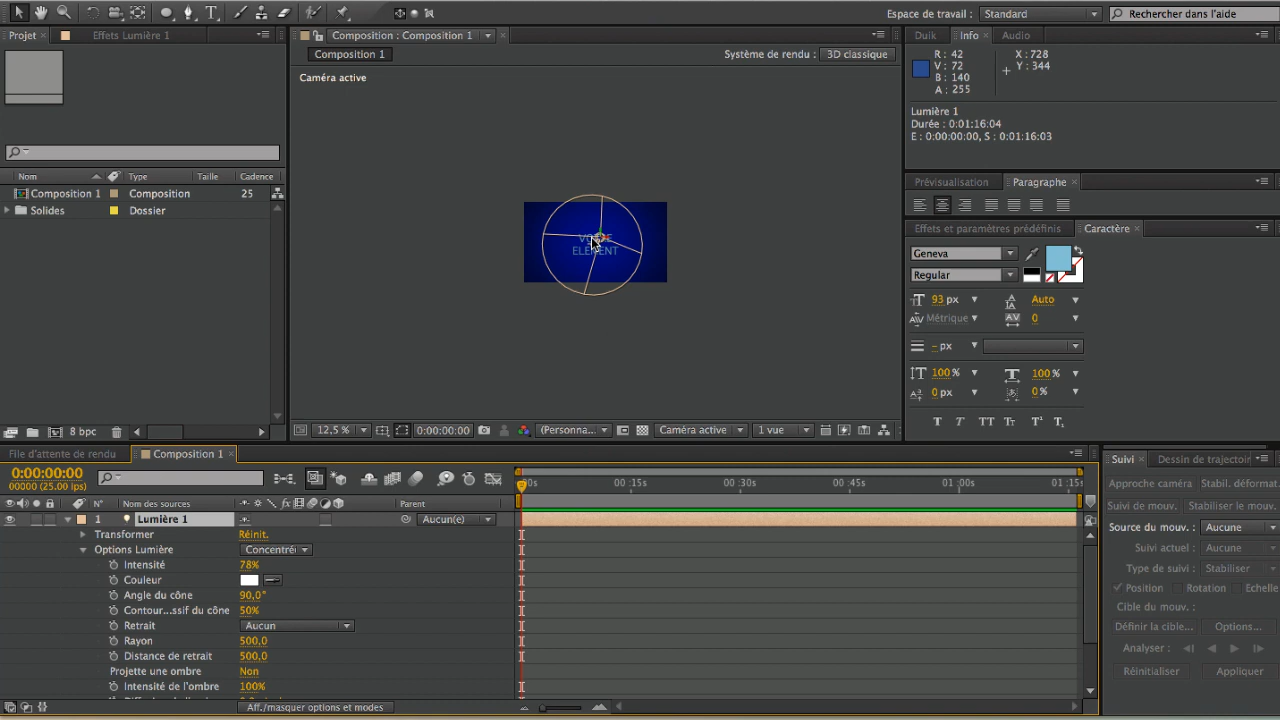 Espace de travail : Standard
Rechercher dans l'aide
Projet
Effets Lumière 1
Composition : Composition 1
Composition 1
Système de rendu : 3D classique
Caméra active
Duik
Info
Audio
R : 42
V : 72
B : 140
A : 255
X : 728
Y : 344
Lumière 1
Durée : 0:01:16:04
E : 0:00:00:00, S : 0:01:16:03
Nom
Type
Taille
Cadence
Composition 1
Composition
25
Solides
Dossier
ELEMENT
Prévisualisation
Paragraphe
Effets et paramètres prédéfinis
Caractère
Geneva
Regular
93 px
Auto
Métrique
0
- px
100 %
100 %
0 px
0 %
8 bpc
12,5 %
0:00:00:00
(Personna...
Caméra active
1 vue
File d'attente de rendu
Composition 1
0:00:00:00
00000 (25.00 ips)
00s
00:15s
00:30s
00:45s
01:00s
01:15s
N°
Nom des sources
Parent
1
Lumière 1
Aucun(e)
Transformer
Réinit.
Options Lumière
Concentré
Intensité
78%
Couleur
Angle du cône
90,0°
Contour...ssif du cône
50%
Retrait
Aucun
Rayon
500,0
Distance de retrait
500,0
Projette une ombre
Non
Intensité de l'ombre
100%
Aff./masquer options et modes
Suivi
Dessin de trajectoir
Approche caméra
Stabil. déformat.
Suivi de mouv.
Stabiliser le mouv.
Source du mouv. :
Aucune
Suivi actuel :
Aucune
Type de suivi :
Stabiliser
Position
Rotation
Echelle
Cible du mouv. :
Définir la cible...
Options...
Analyser :
Réinitialiser
Appliquer